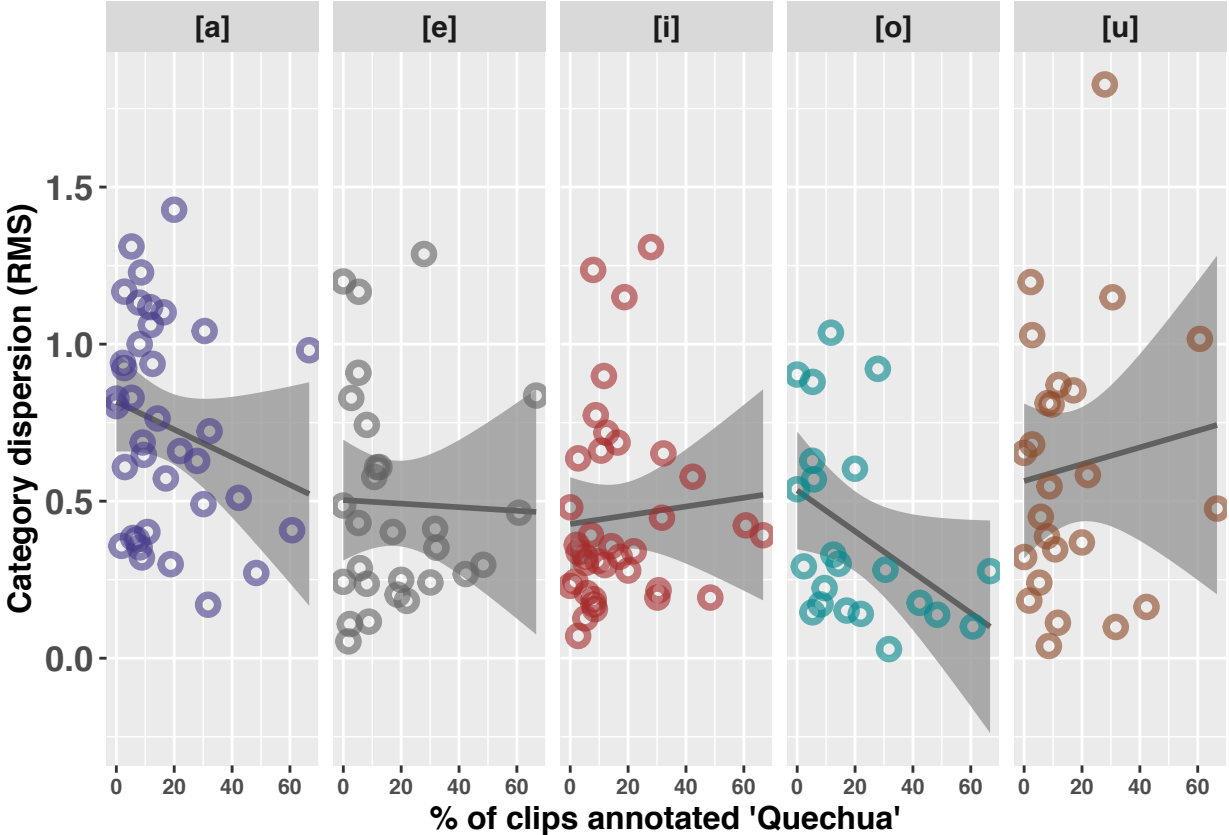 [a] [e] [i] [o] [u]
Category dispersion (RMS)
1.5
1.0
0.5
0.0
0 20 40 60 0 20 40 60 0 20 40 60 0 20 40 60 0 20 40 60
% of clips annotated 'Quechua'